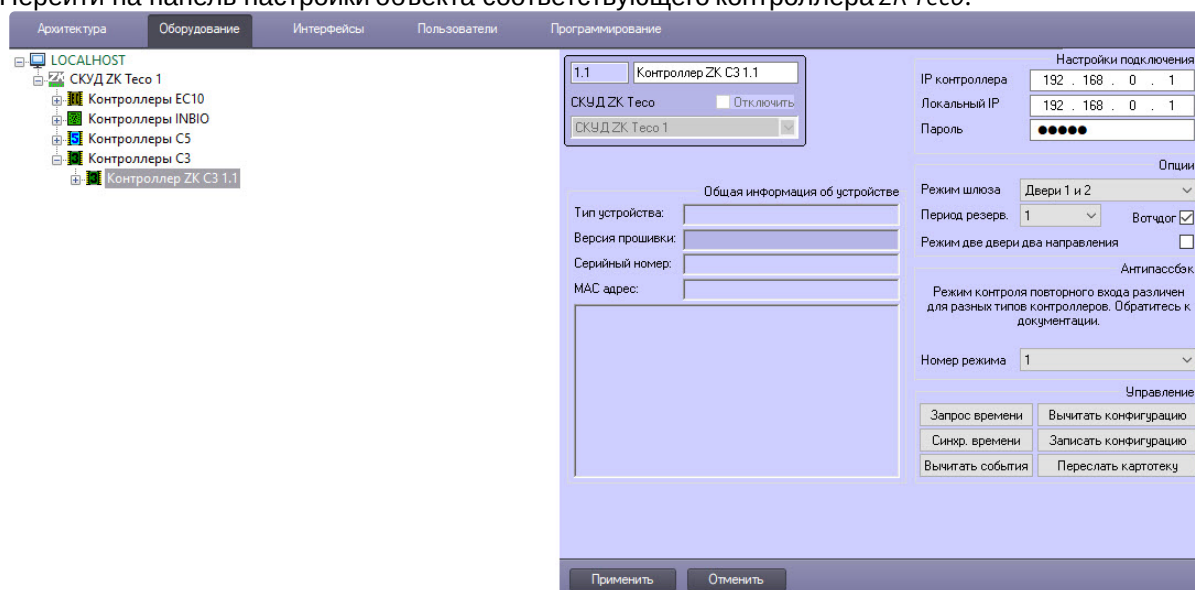 Перейти на панель настройки объекта соответствующего контроллера ZK Teco.
Архитектура Оборудование Интерфейсы Пользователи Программирование
LOCALHOST
СКУД ZK Teco 1
Контроллеры EC10
Контроллеры INBIO
Контроллеры C5
Контроллеры C3
Контроллер ZK C3 1.1
1.1 Контроллер ZK C3 1.1
СКУД ZK Teco Отключить
СКУД ZK Teco 1
Общая информация об устройстве
Тип устройства:
Версия прошивки:
Серийный номер:
MAC адрес:
Настройки подключения
IP контроллера 192 . 168 . 0 . 1
Локальный IP 192 . 168 . 0 . 1
Пароль ●●●●●
Опции
Режим шлюза Двери 1 и 2
Период резерв. 1 Вотчдог
Режим две двери два направления
Антипассбэк
Режим контроля повторного входа различен
для разных типов контроллеров. Обратитесь к
документации.
Номер режима 1
Управление
Запрос времени Вычитать конфигурацию
Синхр. времени Записать конфигурацию
Вычитать события Переслать картотеку
Применить Отменить